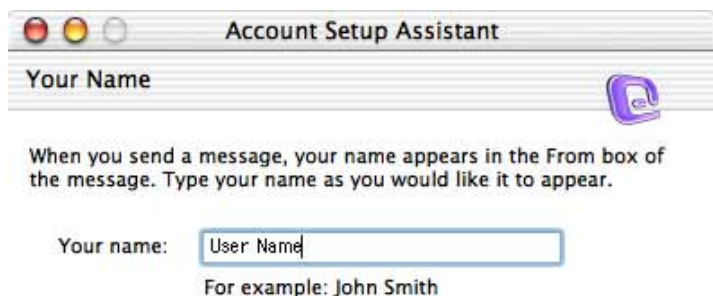 Account Setup Assistant
Your Name
When you send a message, your name appears in the From box of
the message. Type your name as you would like it to appear.
Your name: User Name
For example: John Smith